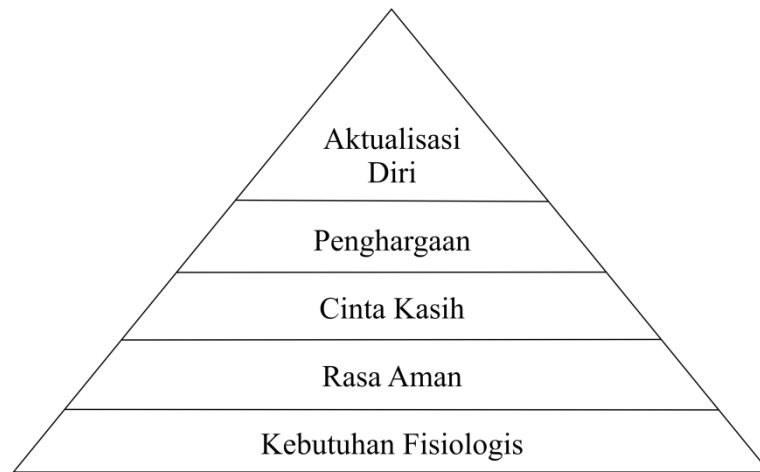 Aktualisasi
Diri
Penghargaan
Cinta Kasih
Rasa Aman
Kebutuhan Fisiologis